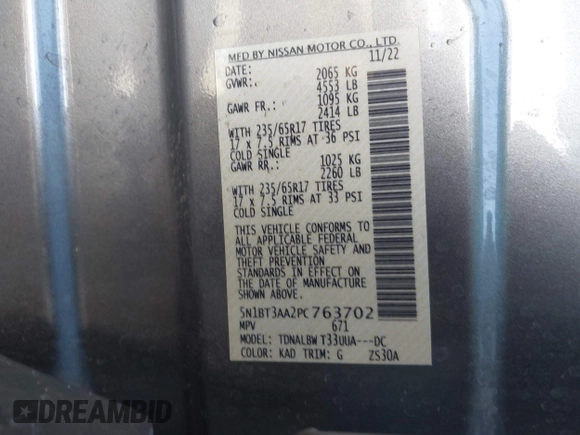 MFD BY NISSAN MOTOR CO., LTD.
DATE: 11/22
GVWR: 2065 KG
4553 LB
GAWR FR.: 1095 KG
2414 LB
WITH 235/65R17 TIRES
17 x 7.5 RIMS AT 36 PSI
COLD SINGLE
GAWR RR.: 1025 KG
2260 LB
WITH 235/65R17 TIRES
17 x 7.5 RIMS AT 33 PSI
COLD SINGLE
THIS VEHICLE CONFORMS TO
ALL APPLICABLE FEDERAL
MOTOR VEHICLE SAFETY AND
THEFT PREVENTION
STANDARDS IN EFFECT ON
THE DATE OF MANUFACTURE
SHOWN ABOVE.
5N1BT3AA2PC763702
MPV 671
MODEL: TDNALBW T33UUA---DC
COLOR: KAD TRIM: G ZS30A
DREAMBID